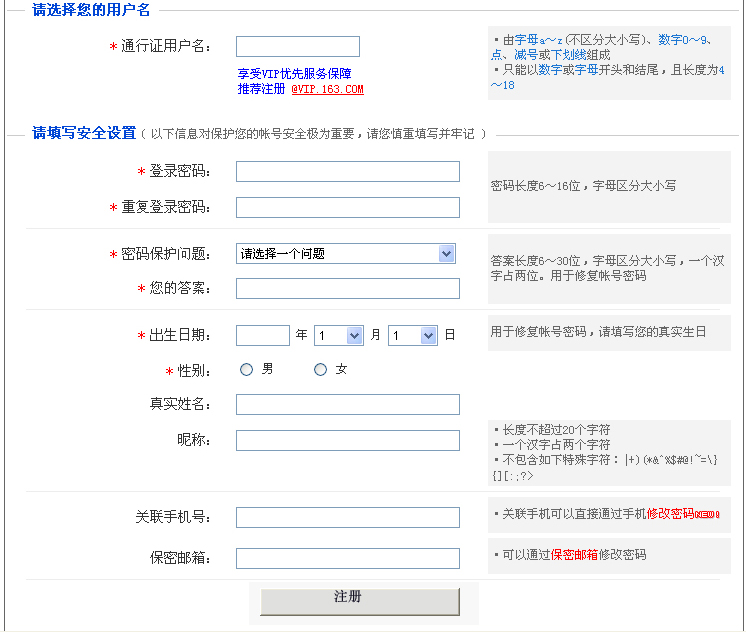 请选择您的用户名
* 通行证用户名：
·由字母a～z(不区分大小写)、数字0～9、
点、减号或下划线组成
·只能以数字或字母开头和结尾，且长度为4
～18
享受VIP优先服务保障
推荐注册 @VIP.163.COM
请填写安全设置（ 以下信息对保护您的帐号安全极为重要，请您慎重填写并牢记 ）
* 登录密码：
密码长度6～16位，字母区分大小写
* 重复登录密码：
* 密码保护问题： 请选择一个问题
答案长度6～30位，字母区分大小写，一个汉
字占两位。用于修复帐号密码
* 您的答案：
* 出生日期： 年 1 月 1 日
用于修复帐号密码，请填写您的真实生日
* 性别： 男 女
真实姓名：
昵称：
·长度不超过20个字符
·一个汉字占两个字符
·不包含如下特殊字符：|+)(*&^%$#@!~=\}
{][:;?>
关联手机号：
·关联手机可以直接通过手机修改密码
保密邮箱：
·可以通过保密邮箱修改密码
注册